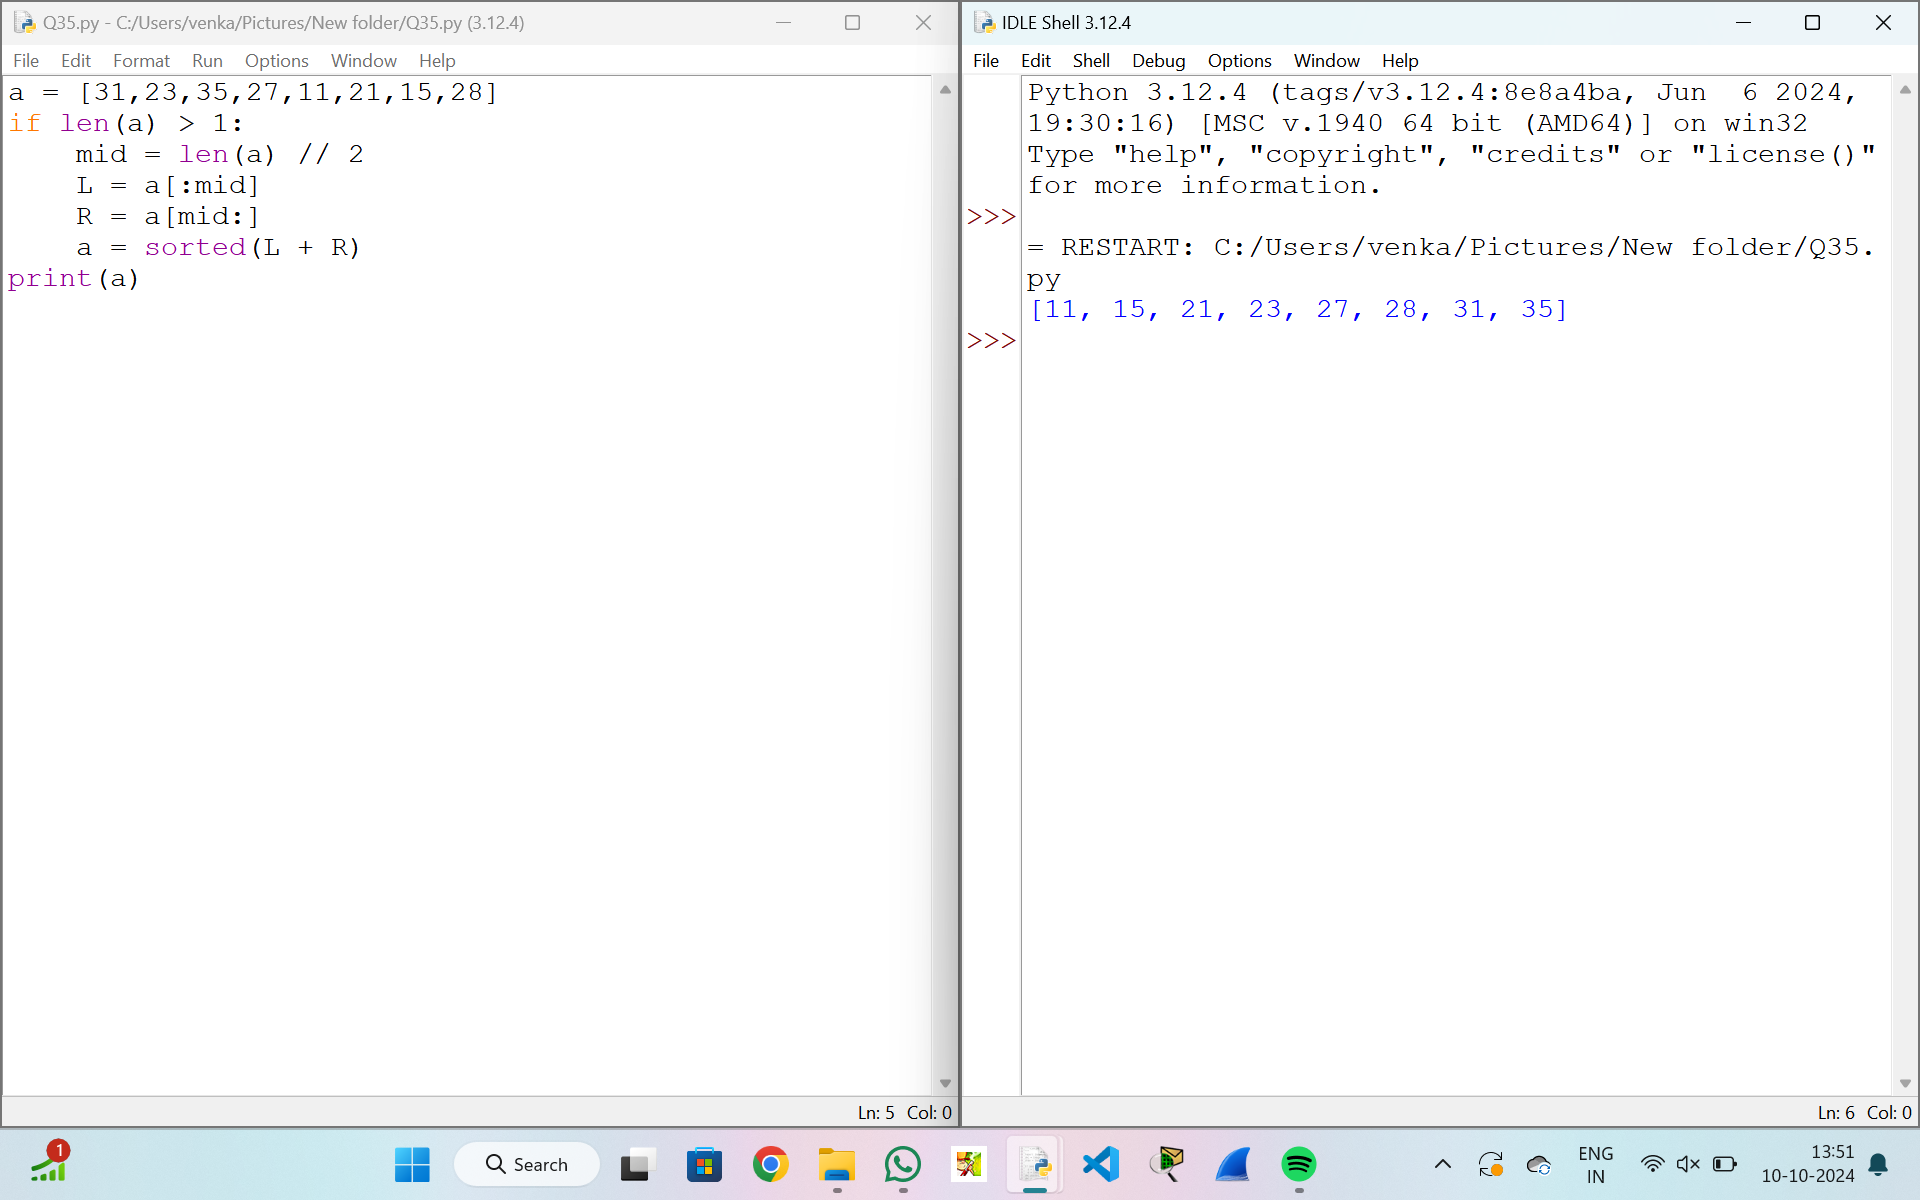 Q35.py - C:/Users/venka/Pictures/New folder/Q35.py (3.12.4)
File Edit Format Run Options Window Help
a = [31,23,35,27,11,21,15,28]
if len(a) > 1:
    mid = len(a) // 2
    L = a[:mid]
    R = a[mid:]
    a = sorted(L + R)
print(a)
Ln: 5 Col: 0
IDLE Shell 3.12.4
File Edit Shell Debug Options Window Help
Python 3.12.4 (tags/v3.12.4:8e8a4ba, Jun  6 2024,
19:30:16) [MSC v.1940 64 bit (AMD64)] on win32
Type "help", "copyright", "credits" or "license()"
for more information.
>>>
= RESTART: C:/Users/venka/Pictures/New folder/Q35.
py
[11, 15, 21, 23, 27, 28, 31, 35]
>>>
Ln: 6 Col: 0
1
Search
ENG
IN
13:51
10-10-2024